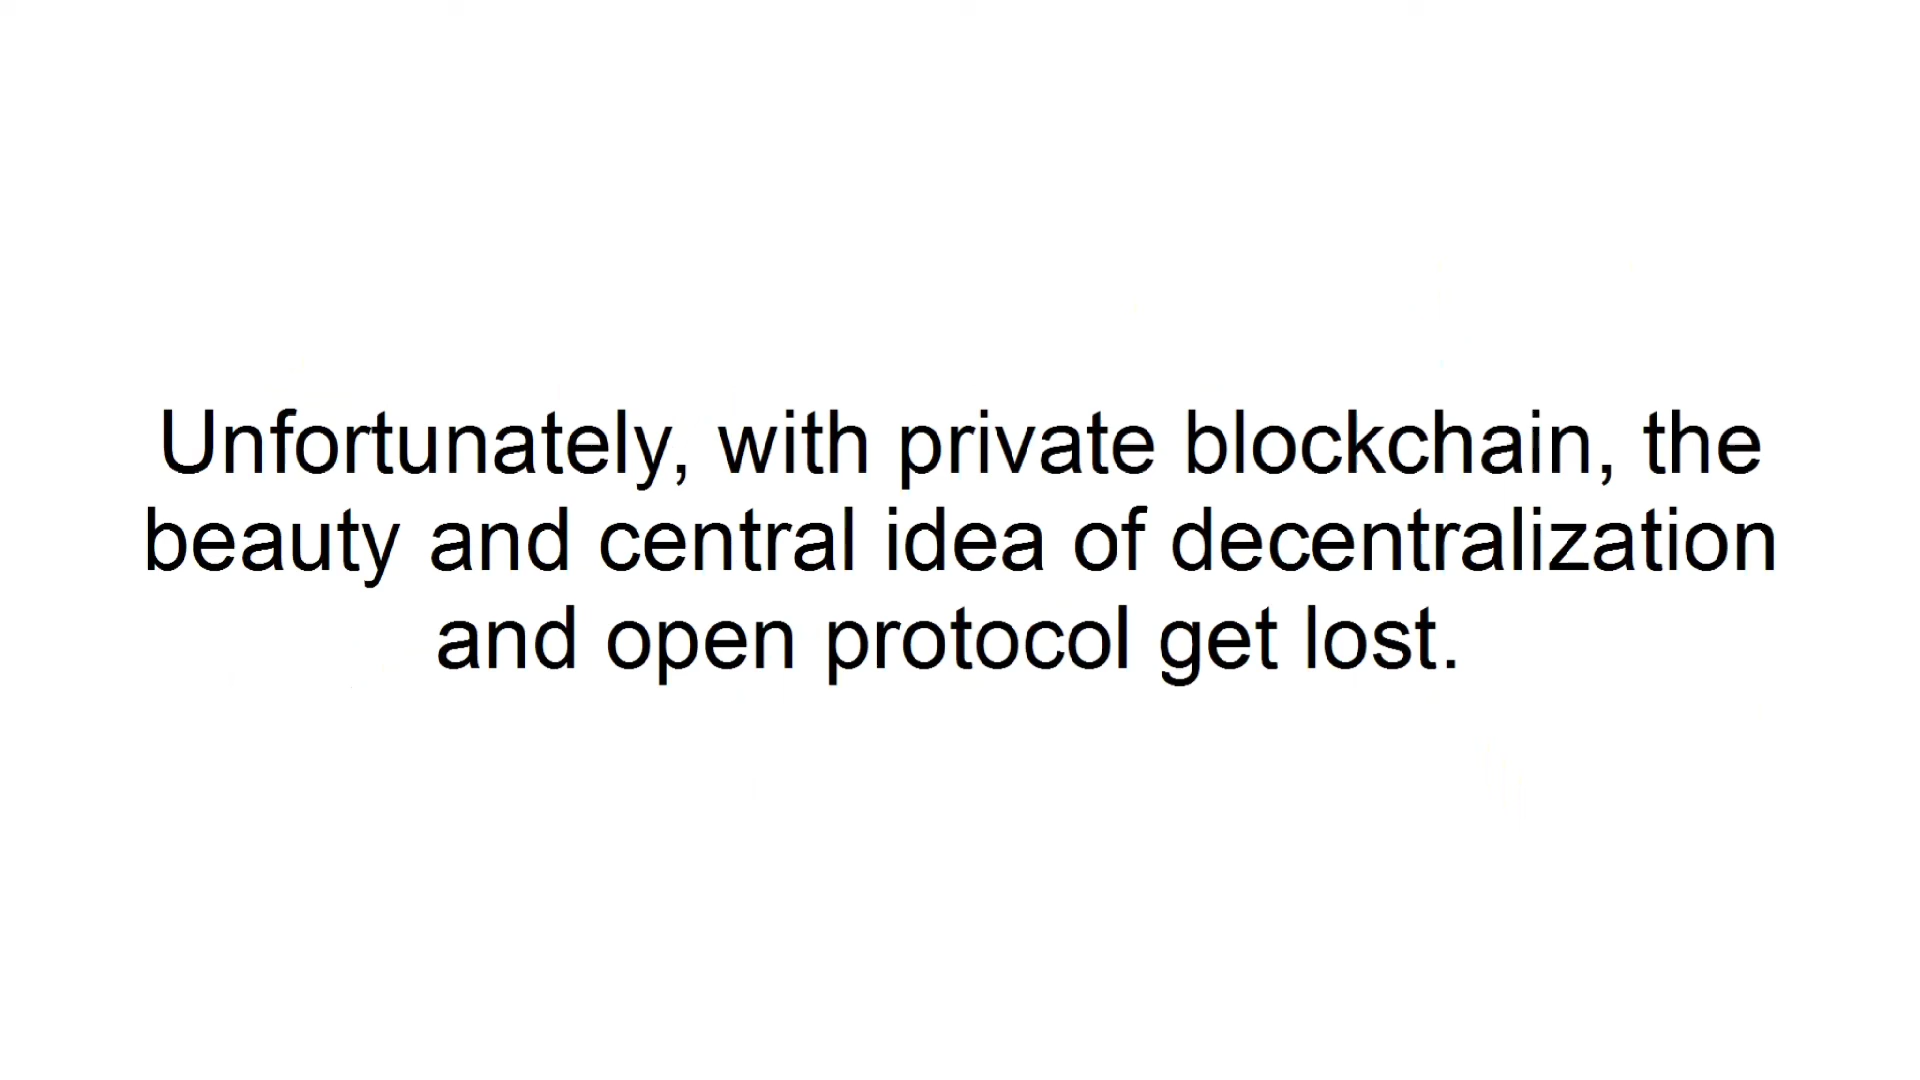 Unfortunately, with private blockchain, the
beauty and central idea of decentralization
and open protocol get lost.